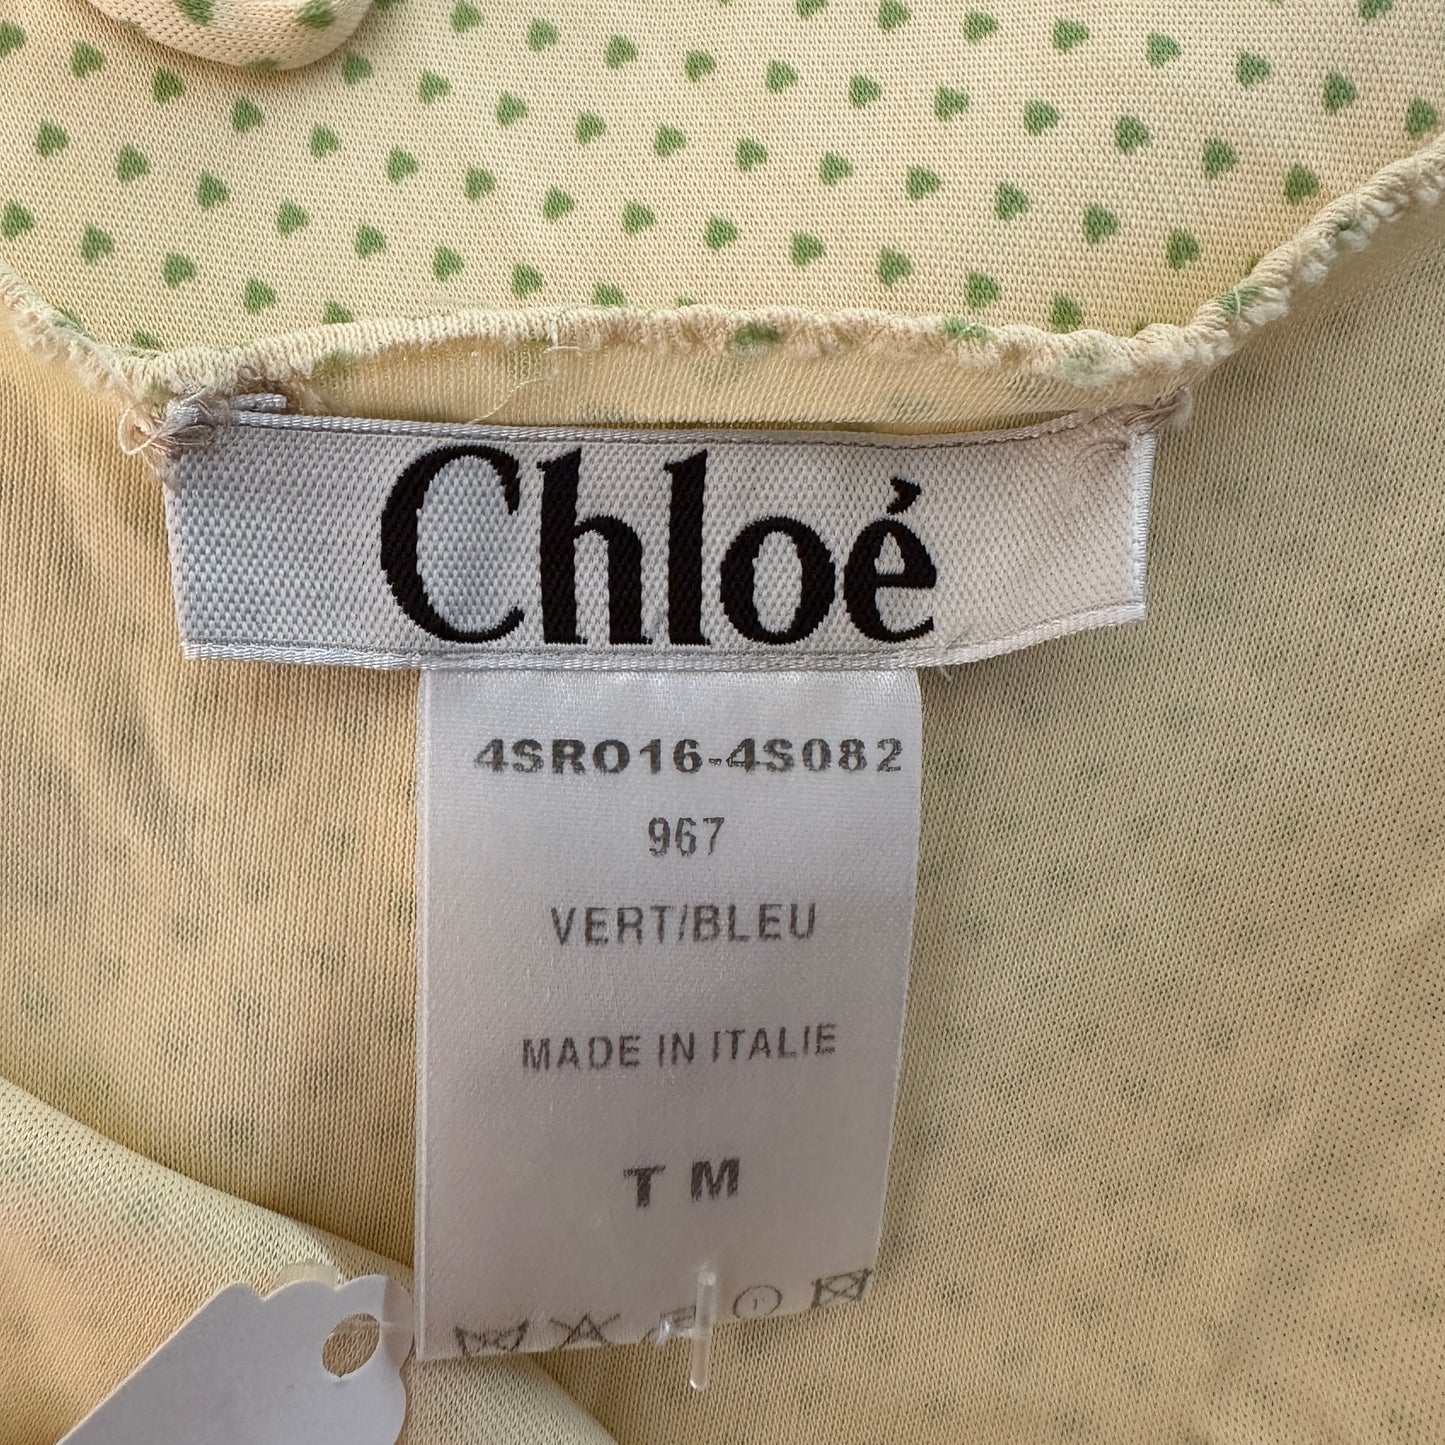 Chloé
4SRO16-4S082
967
VERT/BLEU
MADE IN ITALIE
T M